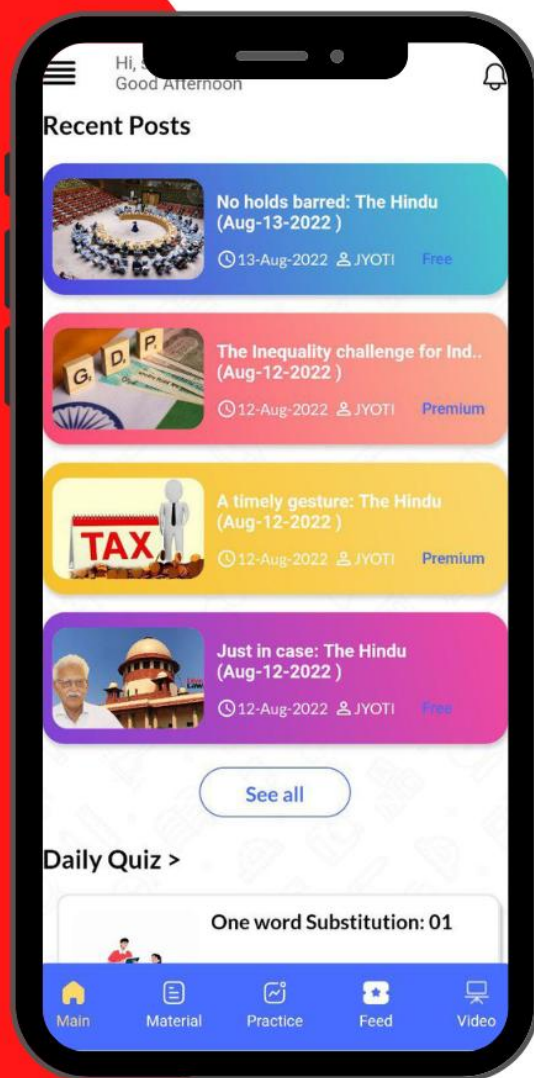 Hi,
Good Afternoon
Recent Posts
No holds barred: The Hindu
(Aug-13-2022 )
13-Aug-2022 JYOTI Free
G, D, P,
The Inequality challenge for Ind..
(Aug-12-2022 )
12-Aug-2022 JYOTI Premium
TAX
A timely gesture: The Hindu
(Aug-12-2022 )
12-Aug-2022 JYOTI Premium
Just in case: The Hindu
(Aug-12-2022 )
12-Aug-2022 JYOTI Free
See all
Daily Quiz >
One word Substitution: 01
Main Material Practice Feed Video